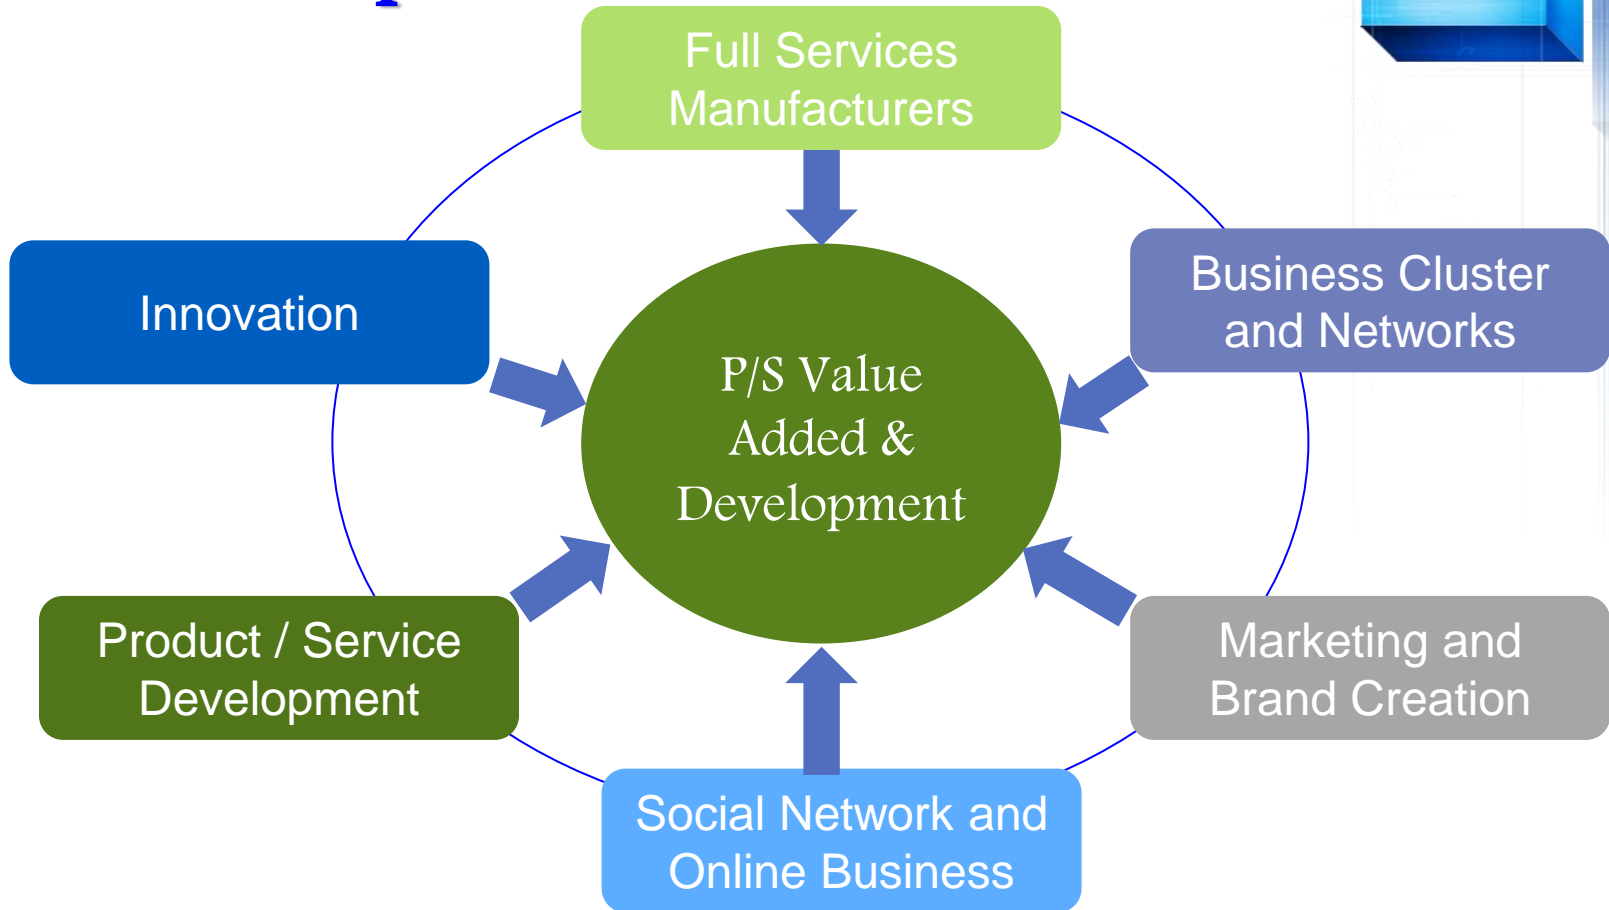 Full Services
Manufacturers
Innovation
Business Cluster
and Networks
P/S Value
Added &
Development
Product / Service
Development
Marketing and
Brand Creation
Social Network and
Online Business